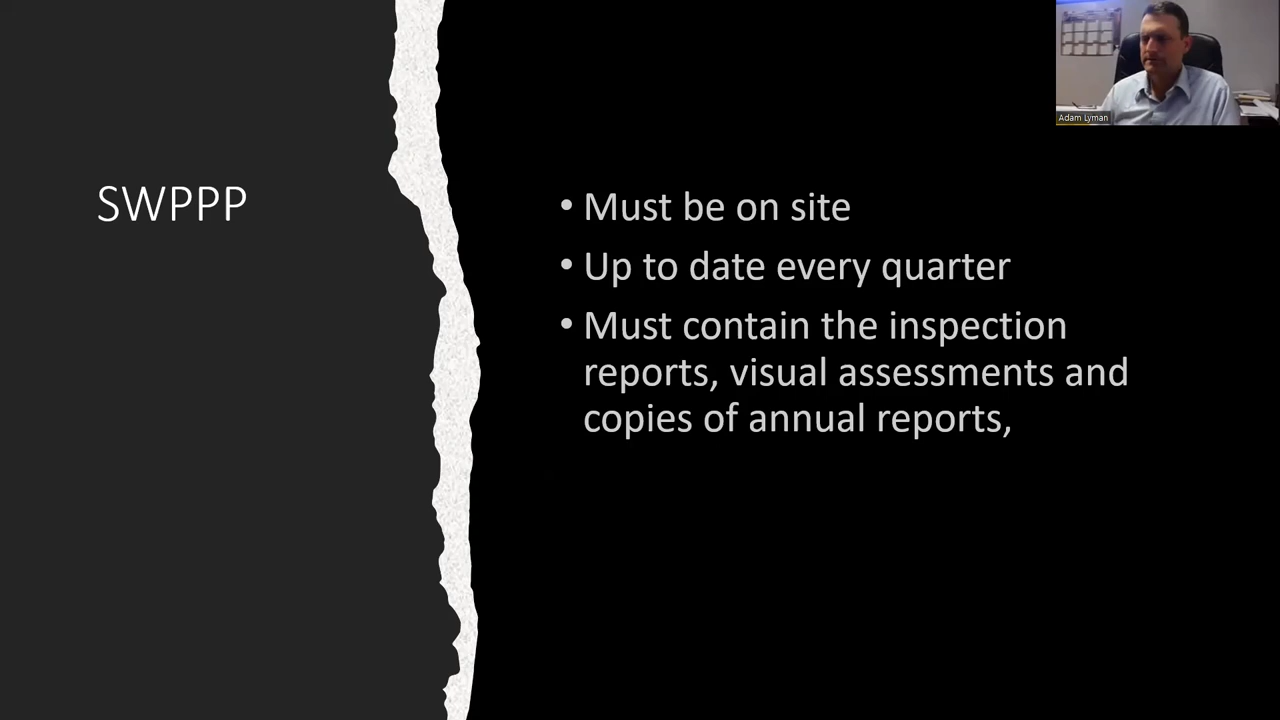 Adam Lyman
SWPPP
• Must be on site
• Up to date every quarter
• Must contain the inspection
reports, visual assessments and
copies of annual reports,